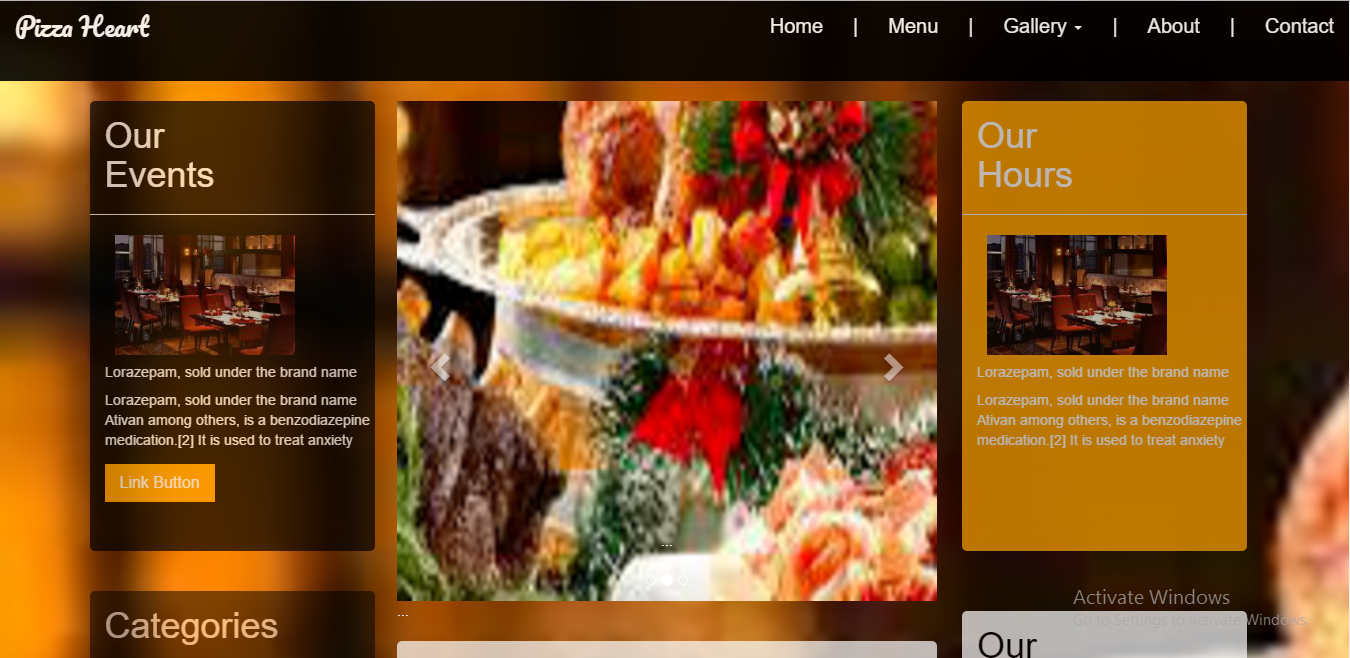 Pizza Heart
Home | Menu | Gallery | About | Contact
Our
Events
Lorazepam, sold under the brand name
Lorazepam, sold under the brand name
Ativan among others, is a benzodiazepine
medication.[2] It is used to treat anxiety
Link Button
Categories
...
...
Our
Hours
Lorazepam, sold under the brand name
Lorazepam, sold under the brand name
Ativan among others, is a benzodiazepine
medication.[2] It is used to treat anxiety
Activate Windows
Go to Settings to activate Windows.
Our